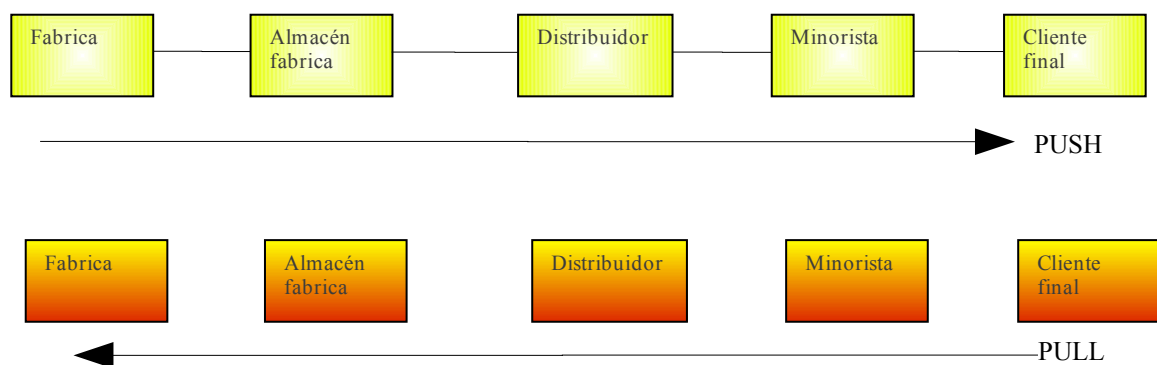 Fabrica
Almacén
fabrica
Distribuidor
Minorista
Cliente
final
PUSH
Fabrica
Almacén
fabrica
Distribuidor
Minorista
Cliente
final
PULL